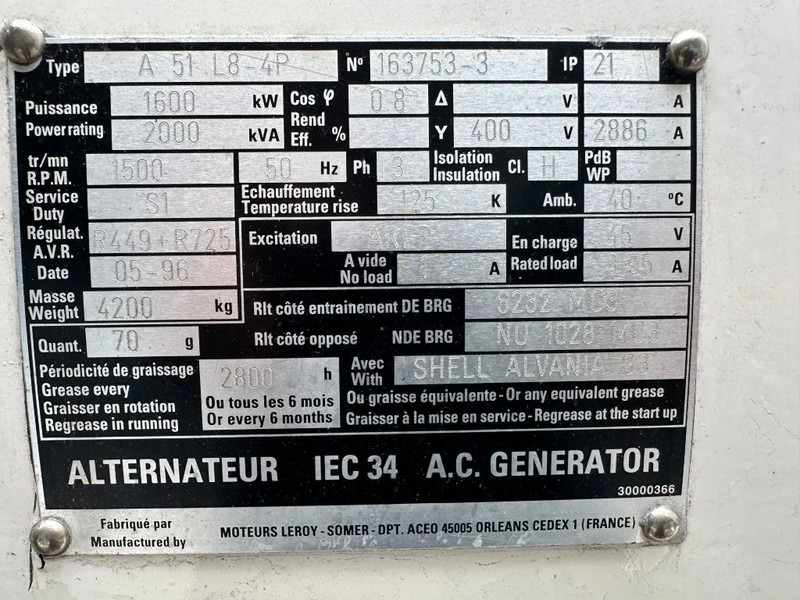 Type A 51 L8-4P N° 163753-3 IP 21
Puissance 1600 kW Cos φ 0 8 Δ V A
Power rating 2000 kVA Rend Eff. % Y 400 V 2886 A
tr/mn R.P.M. 1500 50 Hz Ph 3 Isolation Insulation Cl. H PdB WP
Service Duty S1 Echauffement Temperature rise 125 K Amb. 40 °C
Régulat. A.V.R. R449+R725 Excitation En charge Rated load 45 V
Date 05-96 A vide No load A A
Masse Weight 4200 kg Rlt côté entrainement DE BRG 6232 MC3
Quant. 70 g Rlt côté opposé NDE BRG NU 1028
Périodicité de graissage
Grease every
Graisser en rotation
Regrease in running
2800 h
Ou tous les 6 mois
Or every 6 months
Avec With SHELL ALVANIA
Ou graisse équivalente - Or any equivalent grease
Graisser à la mise en service - Regrease at the start up
ALTERNATEUR IEC 34 A.C. GENERATOR
30000366
Fabriqué par
Manufactured by
MOTEURS LEROY - SOMER - DPT. ACEO 45005 ORLEANS CEDEX 1 (FRANCE)